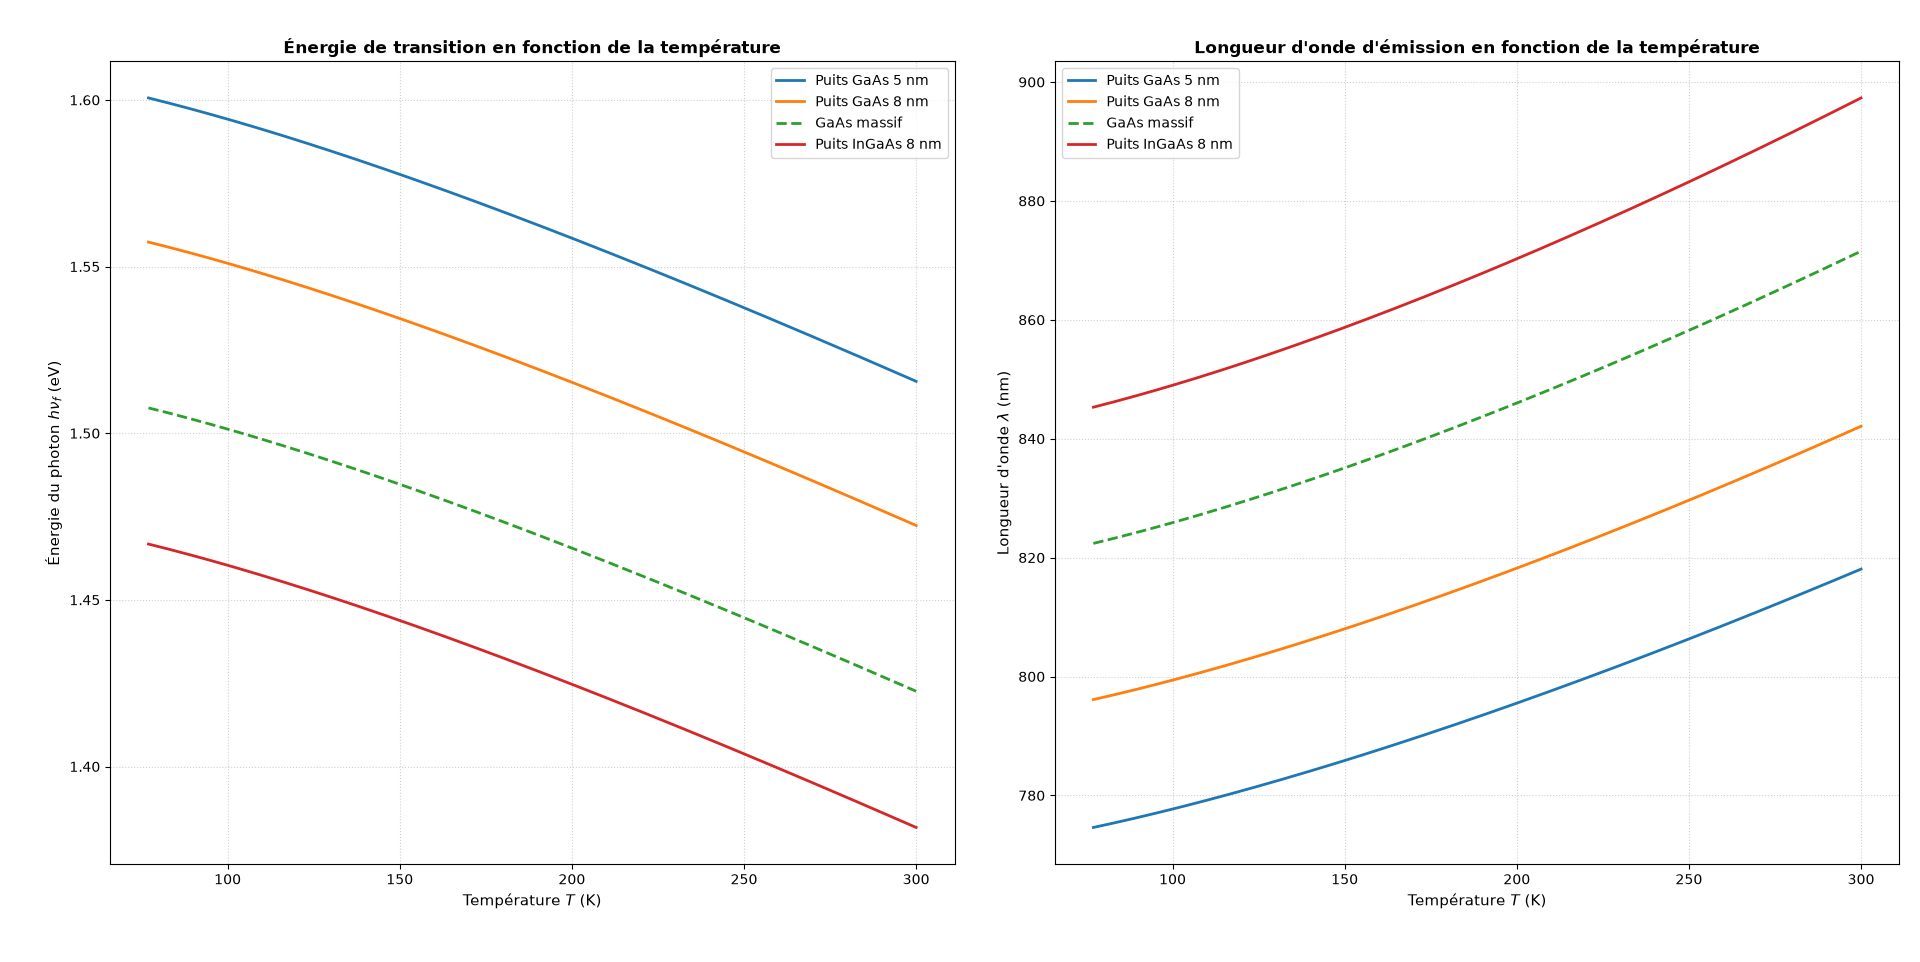 Énergie de transition en fonction de la température
Énergie du photon hνf (eV)
1.60
1.55
1.50
1.45
1.40
Puits GaAs 5 nm
Puits GaAs 8 nm
GaAs massif
Puits InGaAs 8 nm
100 150 200 250 300
Température T (K)
Longueur d'onde d'émission en fonction de la température
Longueur d'onde λ (nm)
900
880
860
840
820
800
780
Puits GaAs 5 nm
Puits GaAs 8 nm
GaAs massif
Puits InGaAs 8 nm
100 150 200 250 300
Température T (K)